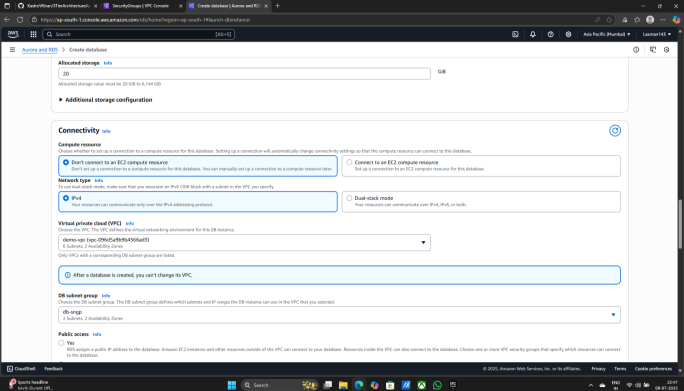 KastroVKiran/3TierArchitectureA
SecurityGroups | VPC Console
Create database | Aurora and RDS
https://ap-south-1.console.aws.amazon.com/rds/home?region=ap-south-1#launch-dbinstance:
aws
Search
[Alt+S]
Asia Pacific (Mumbai)
Laxman145
Aurora and RDS
Create database
Allocated storage Info
20
GiB
Allocated storage value must be 20 GiB to 6,144 GiB
Additional storage configuration
Connectivity Info
Compute resource
Choose whether to set up a connection to a compute resource for this database. Setting up a connection will automatically change connectivity settings so that the compute resource can connect to this database.
Don't connect to an EC2 compute resource
Don't set up a connection to a compute resource for this database. You can manually set up a connection to a compute resource later.
Connect to an EC2 compute resource
Set up a connection to an EC2 compute resource for this database.
Network type Info
To use dual-stack mode, make sure that you associate an IPv6 CIDR block with a subnet in the VPC you specify.
IPv4
Your resources can communicate only over the IPv4 addressing protocol.
Dual-stack mode
Your resources can communicate over IPv4, IPv6, or both.
Virtual private cloud (VPC) Info
Choose the VPC. The VPC defines the virtual networking environment for this DB instance.
demo-vpc (vpc-096d5a9b9b4566ad3)
6 Subnets, 2 Availability Zones
Only VPCs with a corresponding DB subnet group are listed.
After a database is created, you can't change its VPC.
DB subnet group Info
Choose the DB subnet group. The DB subnet group defines which subnets and IP ranges the DB instance can use in the VPC that you selected.
db-sngp
2 Subnets, 2 Availability Zones
Public access Info
Yes
RDS assigns a public IP address to the database. Amazon EC2 instances and other resources outside of the VPC can connect to your database. Resources inside the VPC can also connect to the database. Choose one or more VPC security groups that specify which resources can connect
to the database.
CloudShell
Feedback
© 2025, Amazon Web Services, Inc. or its affiliates.
Privacy
Terms
Cookie preferences
Sports headline
Kevin Durant Off...
Search
ENG
IN
22:47
08-07-2025